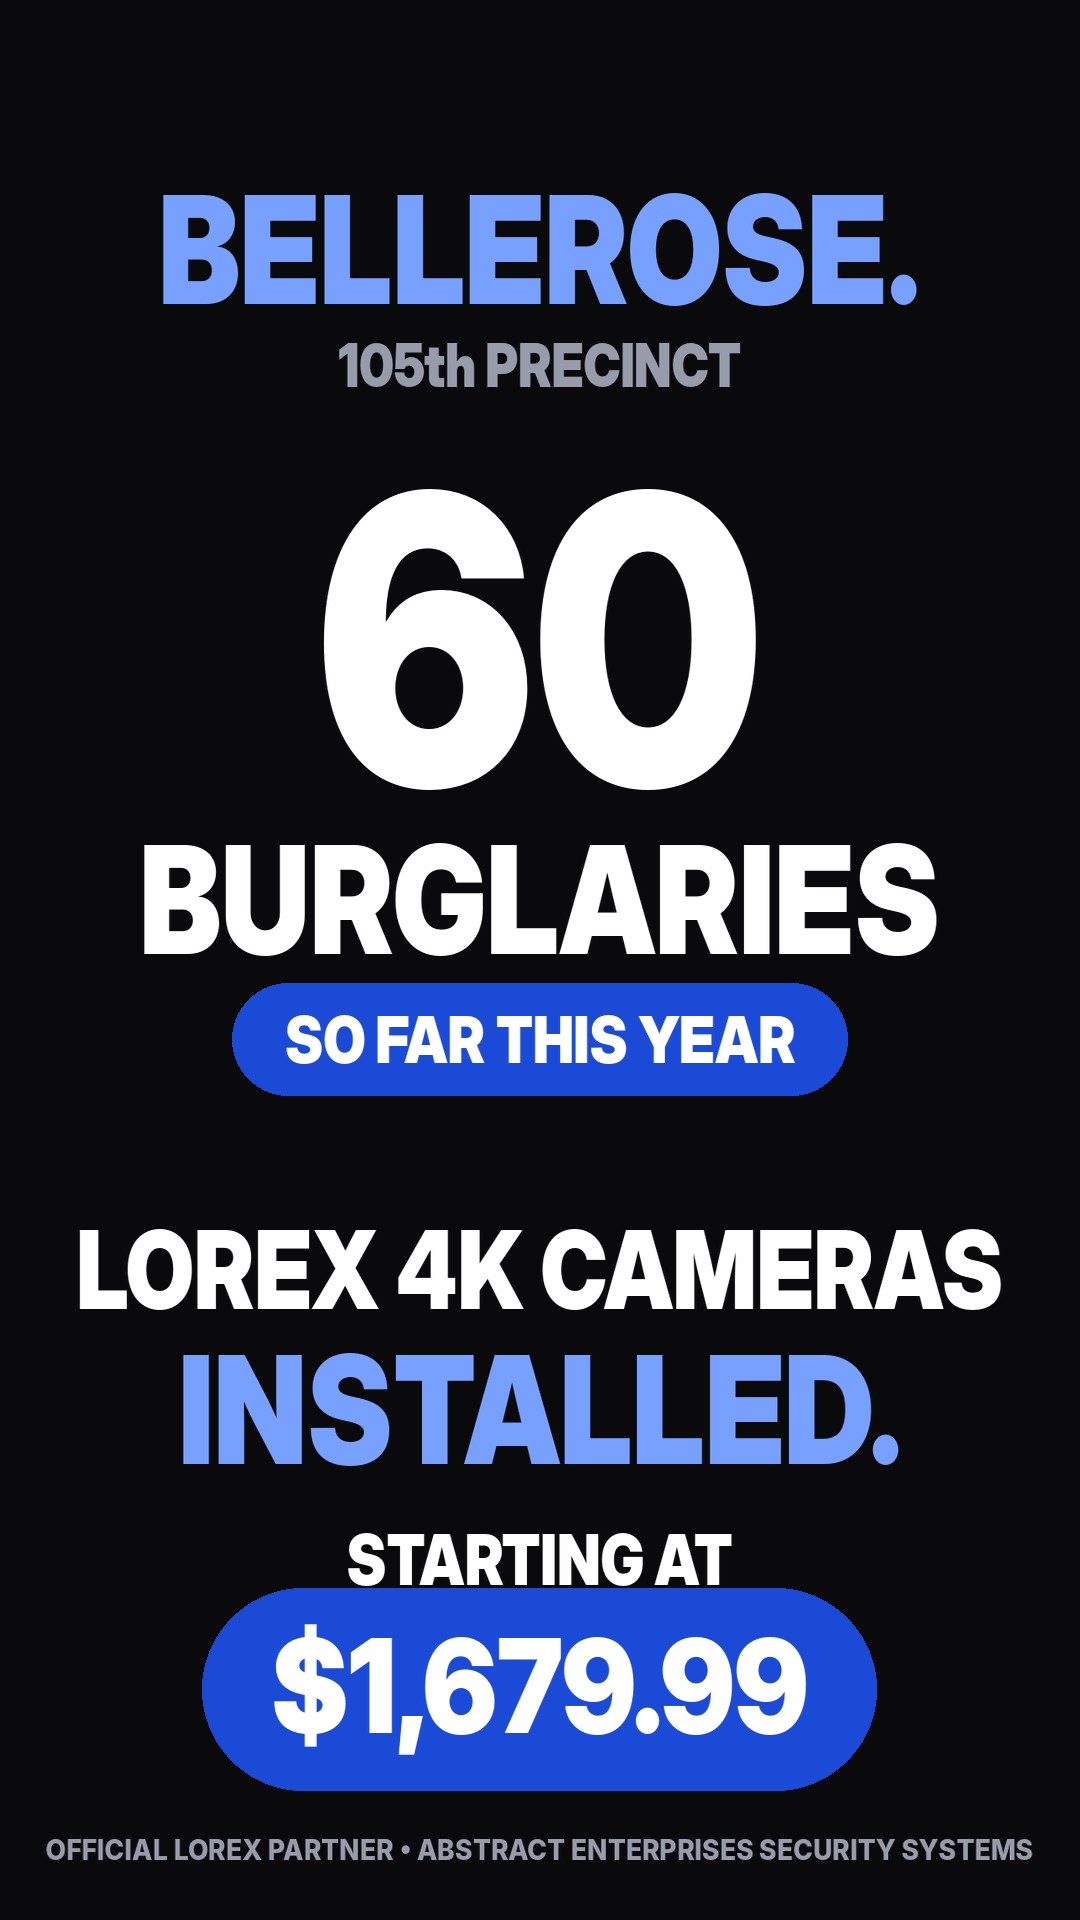 BELLEROSE.
105th PRECINCT
60
BURGLARIES
SO FAR THIS YEAR
LOREX 4K CAMERAS
INSTALLED.
STARTING AT
$1,679.99
OFFICIAL LOREX PARTNER • ABSTRACT ENTERPRISES SECURITY SYSTEMS